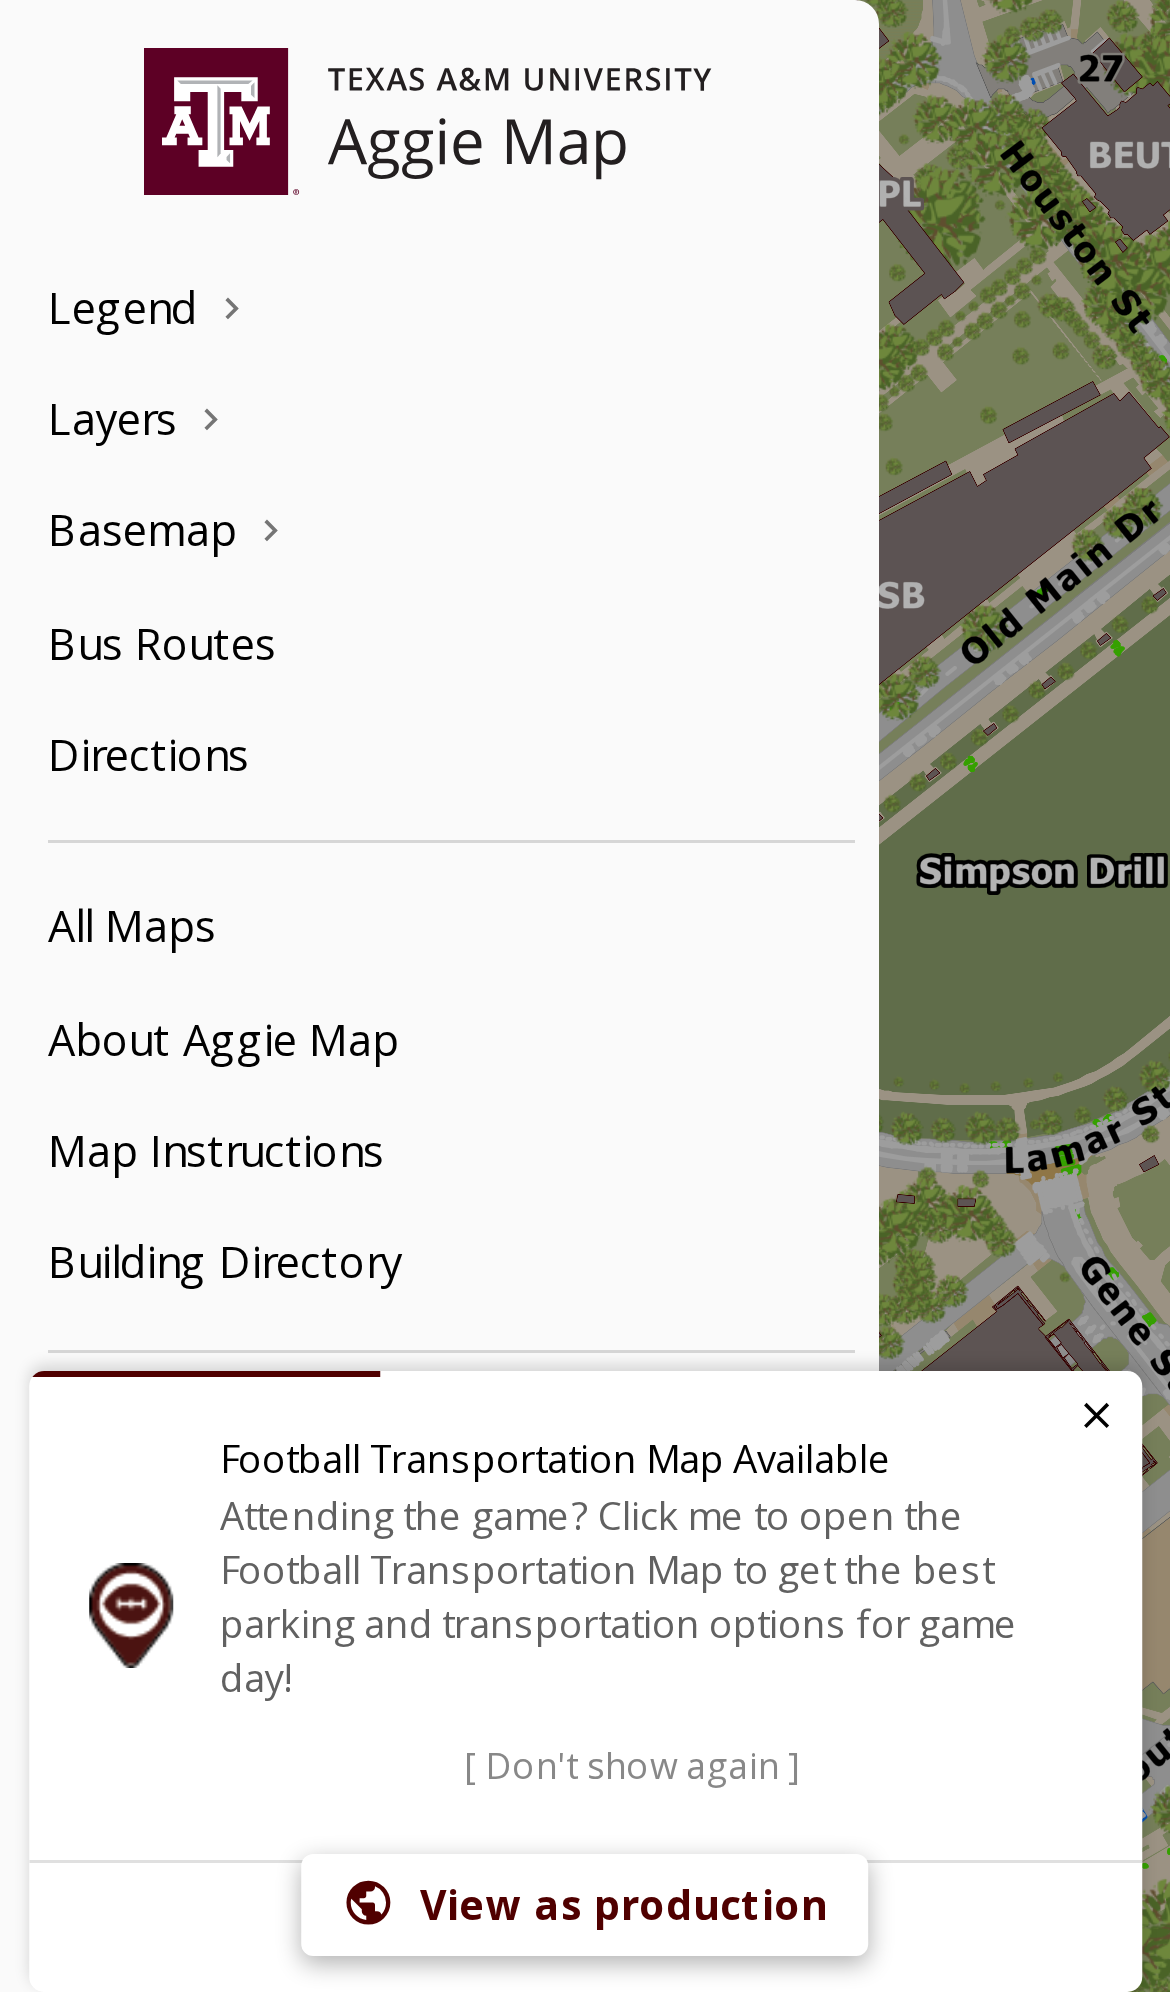 TEXAS A&M UNIVERSITY
Aggie Map
ATM
®
Legend
Layers
Basemap
Bus Routes
Directions
All Maps
About Aggie Map
Map Instructions
Building Directory
27
BEUT
PL
Houston St
Old Main Dr
SB
Simpson Drill
Lamar St
Gene S
Football Transportation Map Available
Attending the game? Click me to open the
Football Transportation Map to get the best
parking and transportation options for game
day!
[ Don't show again ]
View as production